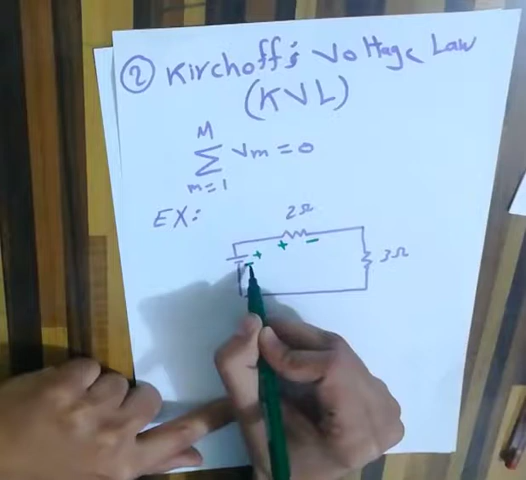 ② Kirchoff's Voltage Law
(KVL)
M
∑ Vm = 0
m=1
EX:
2Ω
+ -
+
-
3Ω